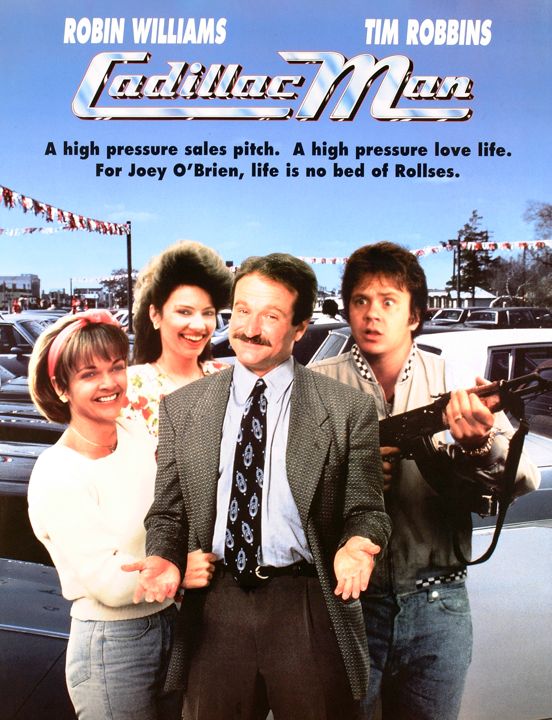 ROBIN WILLIAMS TIM ROBBINS
Cadillac Man
A high pressure sales pitch. A high pressure love life.
For Joey O'Brien, life is no bed of Rollses.